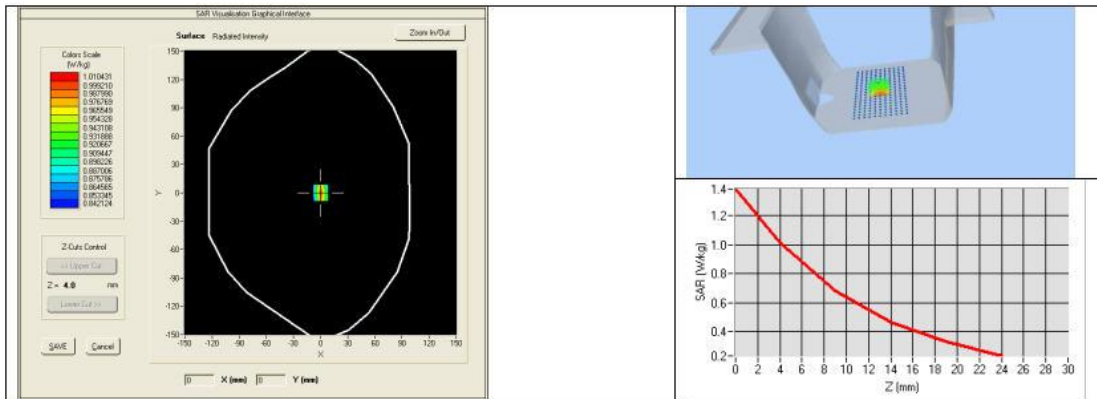 SAR Visualisation Graphical Interface
Surface Radiated Intensity
Zoom In/Out
Colors Scale
(W/kg)
1.010431
0.999210
0.987990
0.976769
0.965549
0.954328
0.943108
0.931888
0.920667
0.909447
0.898226
0.887006
0.875786
0.864565
0.853345
0.842124
Z-Cuts Control
<< Upper Cut
Z = 4.0 mm
Lower Cut >>
SAVE Cancel
150
120
90
60
30
0
-30
-60
-90
-120
-150
Y
-150 -120 -90 -60 -30 0 30 60 90 120 150
X
0 X (mm) 0 Y (mm)
1.4
1.2
1.0
0.8
0.6
0.4
0.2
SAR (W/kg)
0 2 4 6 8 10 12 14 16 18 20 22 24 26 28 30
Z (mm)